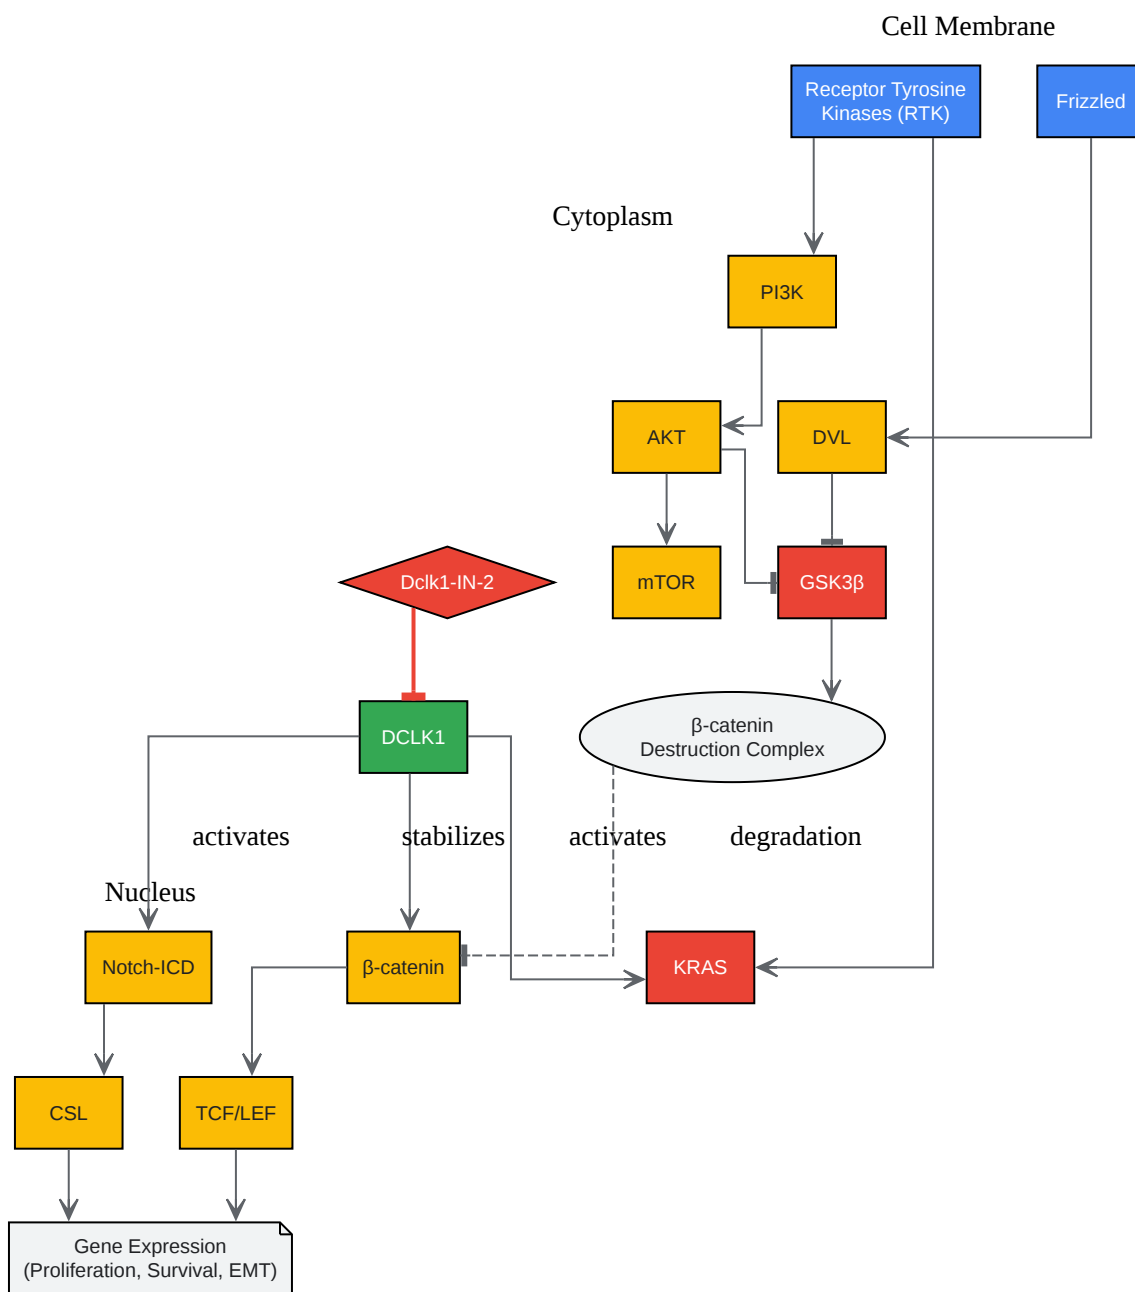 Cell Membrane
Receptor Tyrosine
Kinases (RTK)
Frizzled
Cytoplasm
PI3K
AKT
DVL
Dclk1-IN-2
mTOR
GSK3β
DCLK1
β-catenin
Destruction Complex
activates
stabilizes
activates
degradation
Nucleus
Notch-ICD
β-catenin
KRAS
CSL
TCF/LEF
Gene Expression
(Proliferation, Survival, EMT)